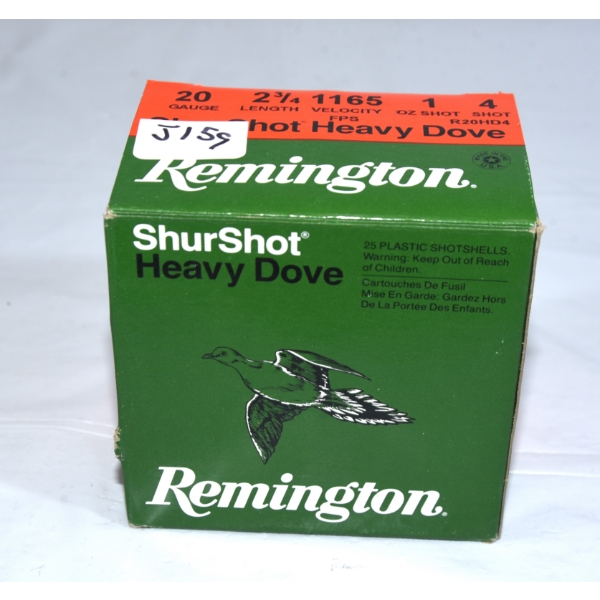 20 2¾ 1165 1 4
GAUGE LENGTH VELOCITY OZ SHOT SHOT
FPS R20HD4
Shot Heavy Dove
J159
Remington®
ShurShot®
Heavy Dove
25 PLASTIC SHOTSHELLS.
Warning: Keep Out of Reach
of Children.
Cartouches De Fusil
Mise En Garde: Gardez Hors
De La Portée Des Enfants.
Remington®